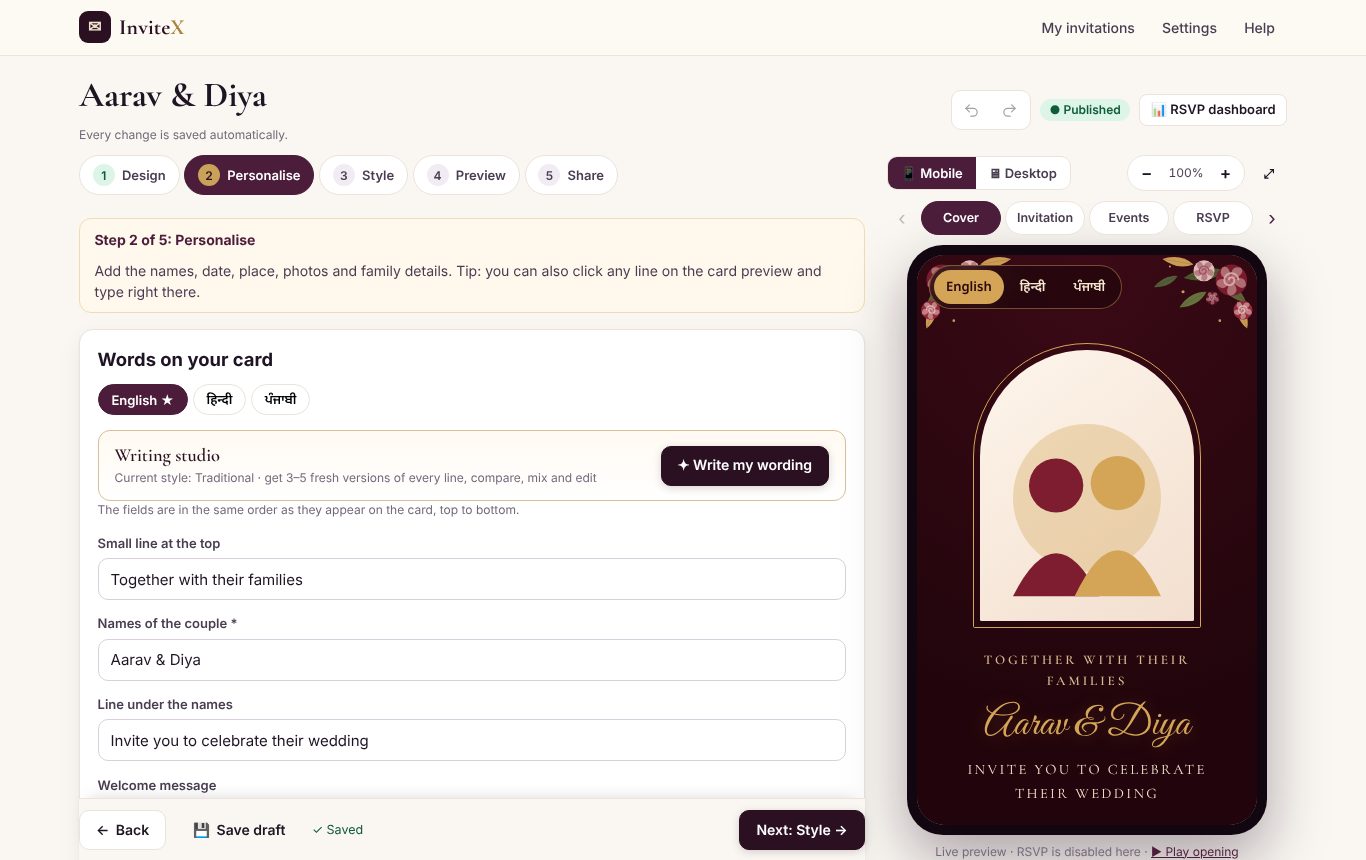 ✉ InviteX
My invitations Settings Help
Aarav & Diya
Every change is saved automatically.
Published
📊 RSVP dashboard
1 Design
2 Personalise
3 Style
4 Preview
5 Share
📱 Mobile
🖥 Desktop
− 100% +
‹ Cover Invitation Events RSVP ›
Step 2 of 5: Personalise
Add the names, date, place, photos and family details. Tip: you can also click any line on the card preview and
type right there.
Words on your card
English ★ हिन्दी ਪੰਜਾਬੀ
Writing studio
Current style: Traditional · get 3–5 fresh versions of every line, compare, mix and edit
✦ Write my wording
The fields are in the same order as they appear on the card, top to bottom.
Small line at the top
Together with their families
Names of the couple *
Aarav & Diya
Line under the names
Invite you to celebrate their wedding
Welcome message
← Back
💾 Save draft
✓ Saved
Next: Style →
English हिन्दी ਪੰਜਾਬੀ
TOGETHER WITH THEIR
FAMILIES
Aarav & Diya
INVITE YOU TO CELEBRATE
THEIR WEDDING
Live preview · RSVP is disabled here · ▶ Play opening